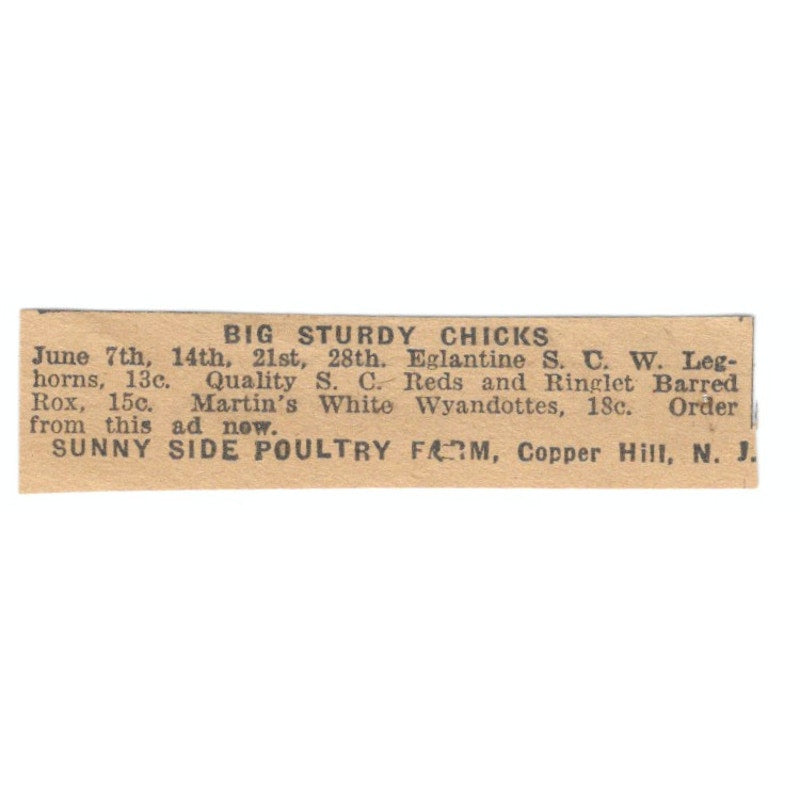 BIG STURDY CHICKS
June 7th, 14th, 21st, 28th. Eglantine S. C. W. Leg-
horns, 13c. Quality S. C. Reds and Ringlet Barred
Rox, 15c. Martin's White Wyandottes, 18c. Order
from this ad now.
SUNNY SIDE POULTRY FARM, Copper Hill, N. J.